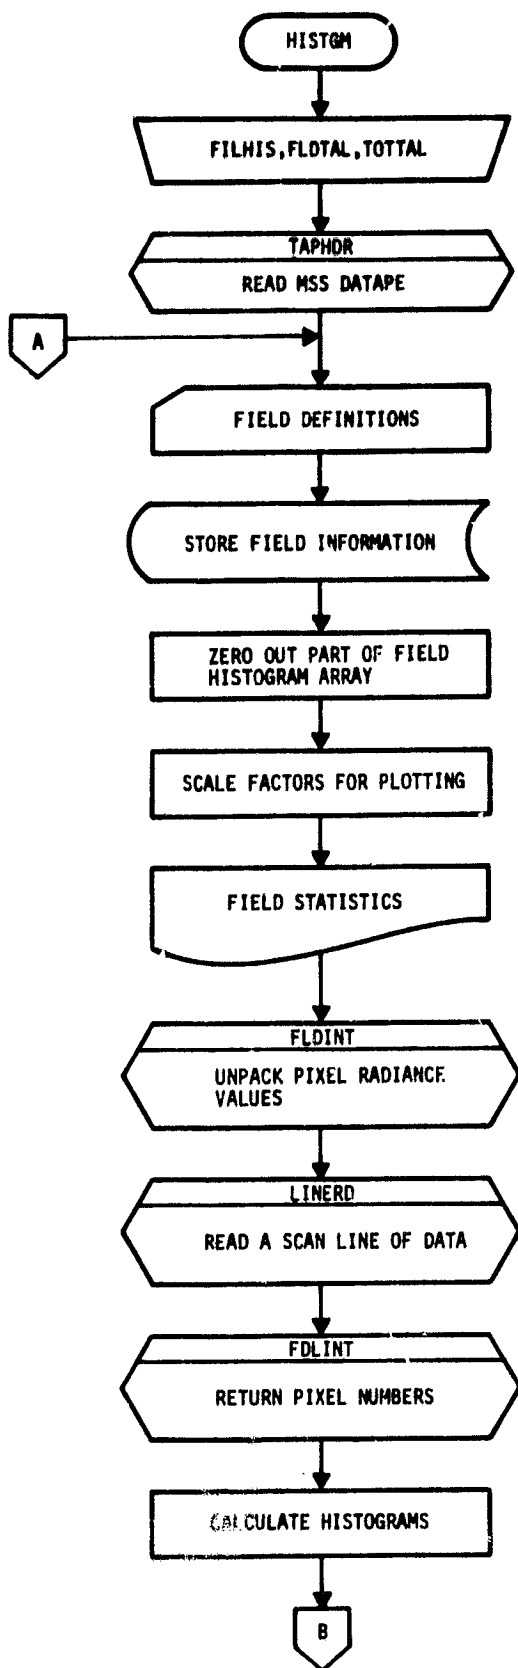 HISTGM
FILHIS,FLDTAL,TOTTAL
TAPHDR
READ MSS DATAPE
A
FIELD DEFINITIONS
STORE FIELD INFORMATION
ZERO OUT PART OF FIELD
HISTOGRAM ARRAY
SCALE FACTORS FOR PLOTTING
FIELD STATISTICS
FLDINT
UNPACK PIXEL RADIANCE
VALUES
LINERD
READ A SCAN LINE OF DATA
FDLINT
RETURN PIXEL NUMBERS
CALCULATE HISTOGRAMS
B